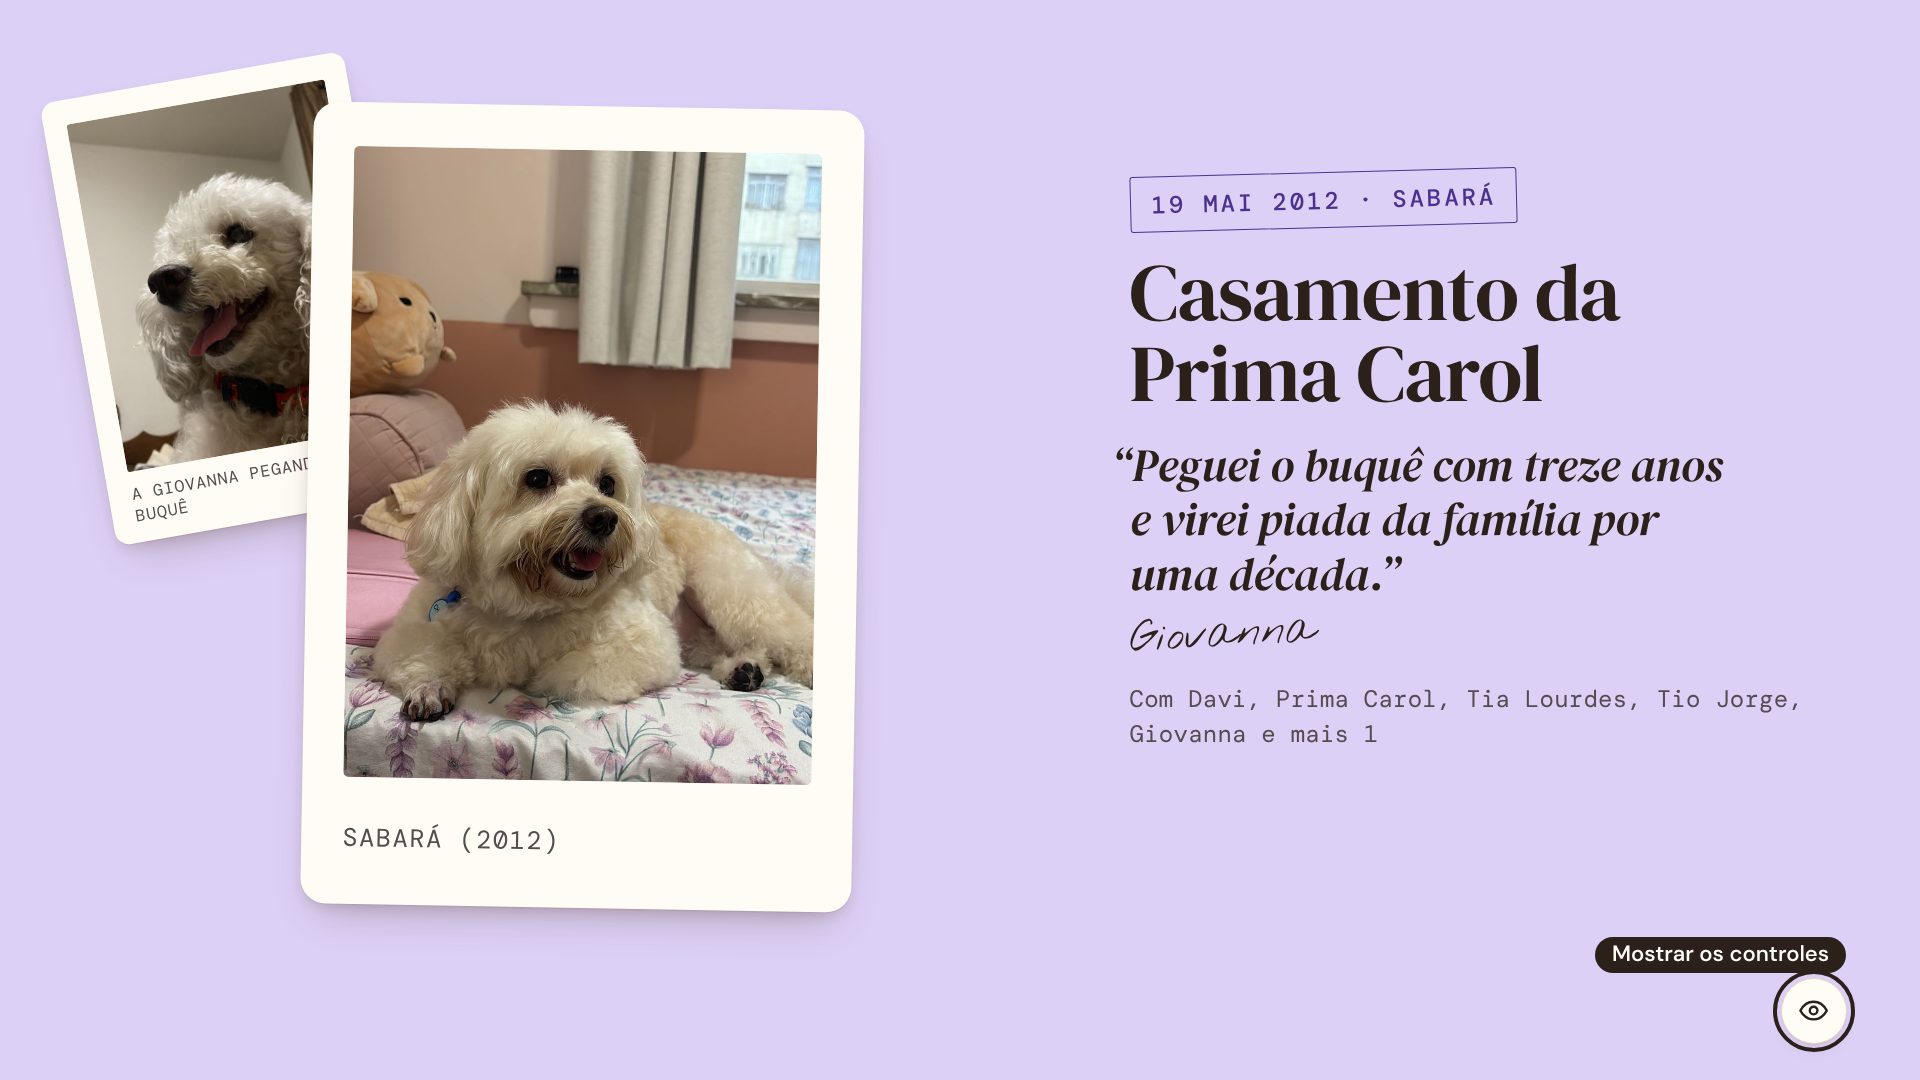 A GIOVANNA
BUQUÊ
SABARÁ (2012)
19 MAI 2012 · SABARÁ
Casamento da
Prima Carol
“Peguei o buquê com treze anos
e virei piada da família por
uma década.”
Giovanna
Com Davi, Prima Carol, Tia Lourdes, Tio Jorge,
Giovanna e mais 1
Mostrar os controles